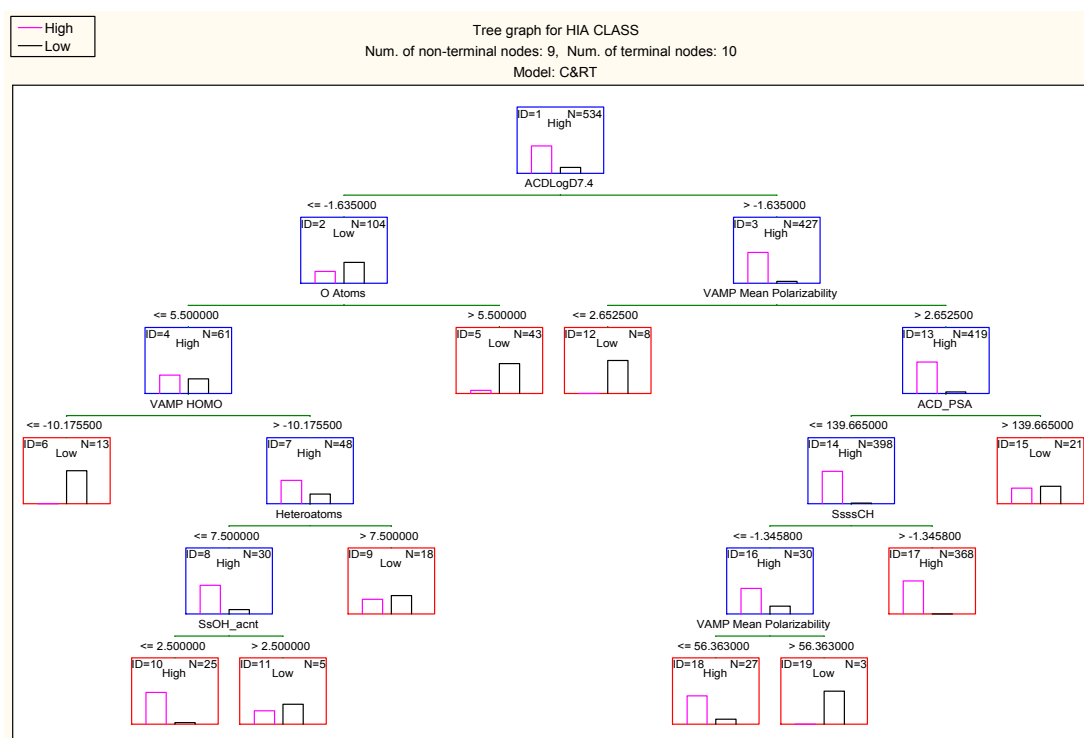 High
Low
Tree graph for HIA CLASS
Num. of non-terminal nodes: 9,  Num. of terminal nodes: 10
Model: C&RT
ID=1 N=534
High
ACDLogD7.4
<= -1.635000 > -1.635000
ID=2 N=104 ID=3 N=427
Low High
O Atoms VAMP Mean Polarizability
<= 5.500000 > 5.500000 <= 2.652500 > 2.652500
ID=4 N=61 ID=5 N=43 ID=12 N=8 ID=13 N=419
High Low Low High
VAMP HOMO ACD_PSA
<= -10.175500 > -10.175500 <= 139.665000 > 139.665000
ID=6 N=13 ID=7 N=48 ID=14 N=398 ID=15 N=21
Low High High Low
Heteroatoms SsssCH
<= 7.500000 > 7.500000 <= -1.345800 > -1.345800
ID=8 N=30 ID=9 N=18 ID=16 N=30 ID=17 N=368
High Low High High
SsOH_acnt VAMP Mean Polarizability
<= 2.500000 > 2.500000 <= 56.363000 > 56.363000
ID=10 N=25 ID=11 N=5 ID=18 N=27 ID=19 N=3
High Low High Low